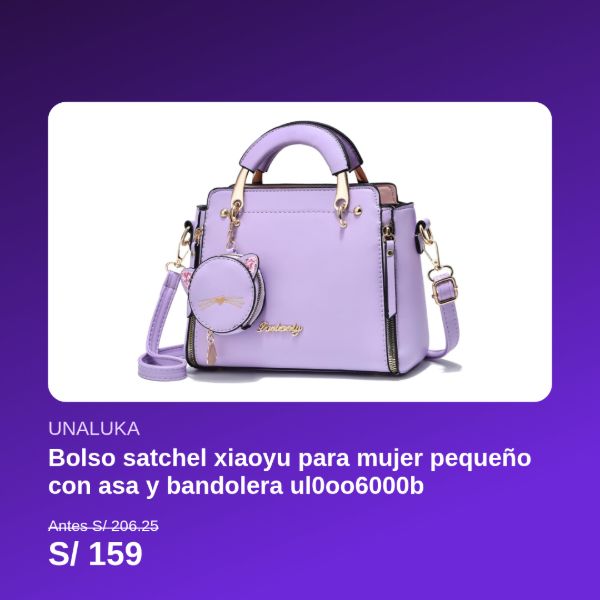 UNALUKA
Bolso satchel xiaoyu para mujer pequeño
con asa y bandolera ul0oo6000b
Antes S/ 206.25
S/ 159